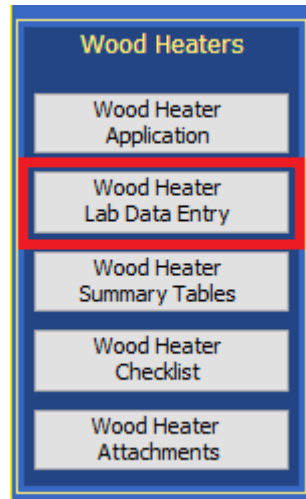 Wood Heaters
Wood Heater
Application
Wood Heater
Lab Data Entry
Wood Heater
Summary Tables
Wood Heater
Checklist
Wood Heater
Attachments